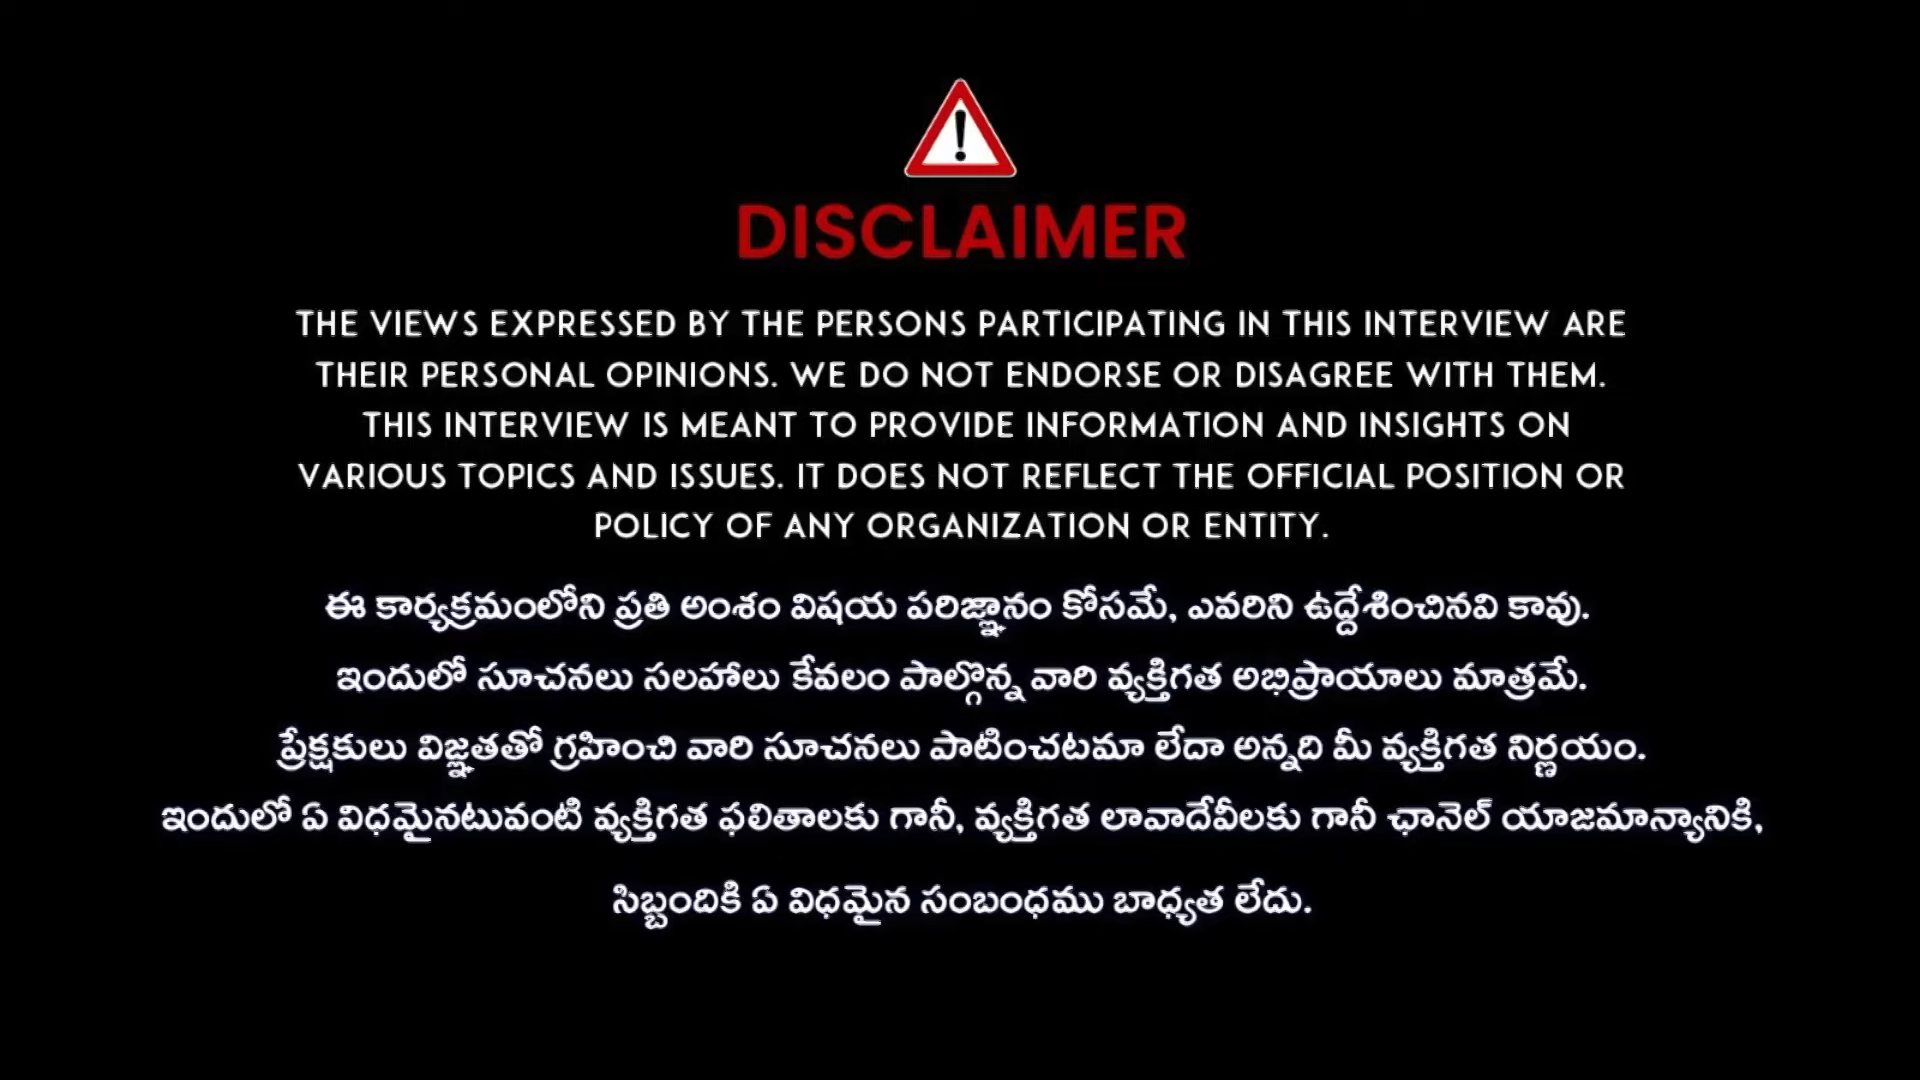 DISCLAIMER
THE VIEWS EXPRESSED BY THE PERSONS PARTICIPATING IN THIS INTERVIEW ARE
THEIR PERSONAL OPINIONS. WE DO NOT ENDORSE OR DISAGREE WITH THEM.
THIS INTERVIEW IS MEANT TO PROVIDE INFORMATION AND INSIGHTS ON
VARIOUS TOPICS AND ISSUES. IT DOES NOT REFLECT THE OFFICIAL POSITION OR
POLICY OF ANY ORGANIZATION OR ENTITY.
ఈ కార్యక్రమంలోని ప్రతి అంశం విషయ పరిజ్ఞానం కోసమే, ఎవరిని ఉద్దేశించినవి కావు.
ఇందులో సూచనలు సలహాలు కేవలం పాల్గొన్న వారి వ్యక్తిగత అభిప్రాయాలు మాత్రమే.
ప్రేక్షకులు విజ్ఞతతో గ్రహించి వారి సూచనలు పాటించటమా లేదా అన్నది మీ వ్యక్తిగత నిర్ణయం.
ఇందులో ఏ విధమైనటువంటి వ్యక్తిగత ఫలితాలకు గానీ, వ్యక్తిగత లావాదేవీలకు గానీ ఛానెల్ యాజమాన్యానికి,
సిబ్బందికి ఏ విధమైన సంబంధము బాధ్యత లేదు.